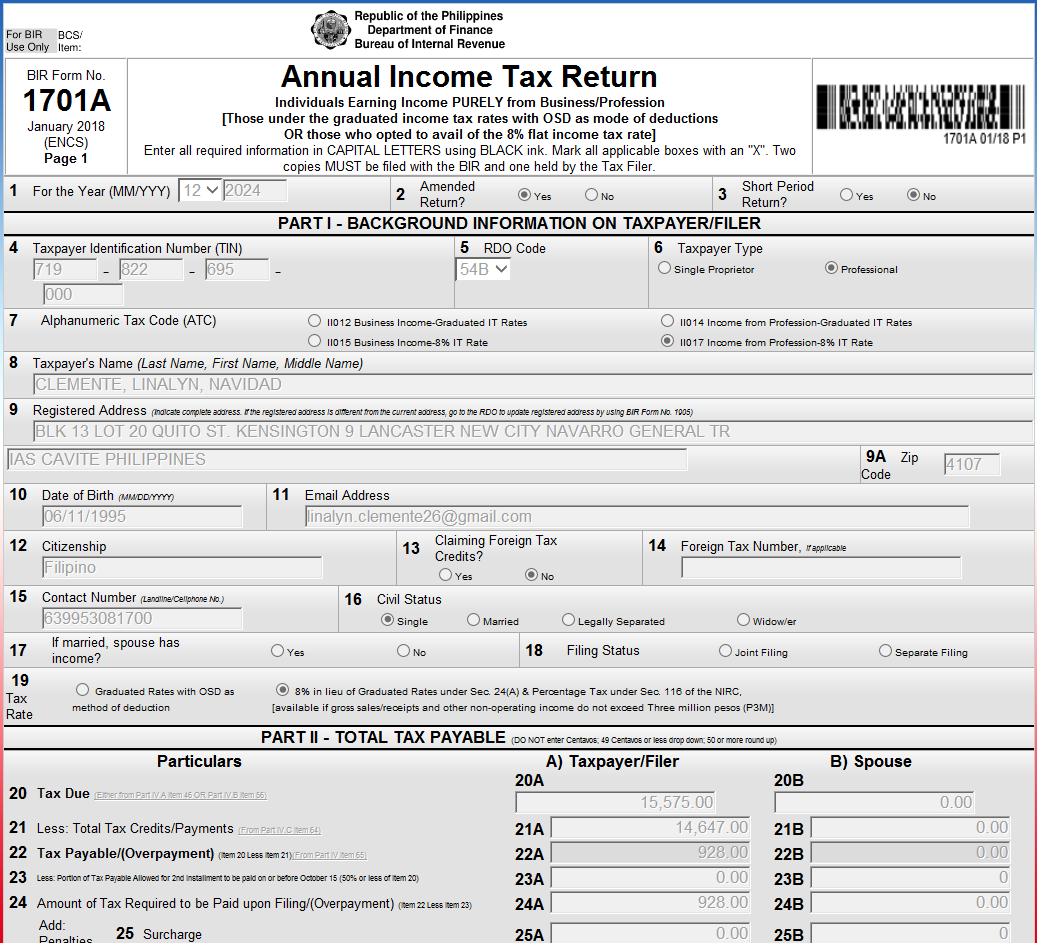 Republic of the Philippines
Department of Finance
Bureau of Internal Revenue
For BIR Use Only BCS/ Item:
BIR Form No.
1701A
January 2018
(ENCS)
Page 1
Annual Income Tax Return
Individuals Earning Income PURELY from Business/Profession
[Those under the graduated income tax rates with OSD as mode of deductions
OR those who opted to avail of the 8% flat income tax rate]
Enter all required information in CAPITAL LETTERS using BLACK ink. Mark all applicable boxes with an "X". Two
copies MUST be filed with the BIR and one held by the Tax Filer.
1701A 01/18 P1
1 For the Year (MM/YYY) 12 2024
2 Amended Return? Yes No
3 Short Period Return? Yes No
PART I - BACKGROUND INFORMATION ON TAXPAYER/FILER
4 Taxpayer Identification Number (TIN)
719 - 822 - 695 -
000
5 RDO Code
54B
6 Taxpayer Type
Single Proprietor Professional
7 Alphanumeric Tax Code (ATC)
II012 Business Income-Graduated IT Rates II014 Income from Profession-Graduated IT Rates
II015 Business Income-8% IT Rate II017 Income from Profession-8% IT Rate
8 Taxpayer's Name (Last Name, First Name, Middle Name)
CLEMENTE, LINALYN, NAVIDAD
9 Registered Address (Indicate complete address. If the registered address is different from the current address, go to the RDO to update registered address by using BIR Form No. 1905)
BLK 13 LOT 20 QUITO ST. KENSINGTON 9 LANCASTER NEW CITY NAVARRO GENERAL TR
IAS CAVITE PHILIPPINES
9A Zip Code 4107
10 Date of Birth (MM/DD/YYYY)
06/11/1995
11 Email Address
linalyn.clemente26@gmail.com
12 Citizenship
Filipino
13 Claiming Foreign Tax Credits?
Yes No
14 Foreign Tax Number, if applicable
15 Contact Number (Landline/Cellphone No.)
639953081700
16 Civil Status
Single Married Legally Separated Widow/er
17 If married, spouse has income? Yes No
18 Filing Status Joint Filing Separate Filing
19 Tax Rate
Graduated Rates with OSD as method of deduction
8% in lieu of Graduated Rates under Sec. 24(A) & Percentage Tax under Sec. 116 of the NIRC,
[available if gross sales/receipts and other non-operating income do not exceed Three million pesos (P3M)]
PART II - TOTAL TAX PAYABLE (DO NOT enter Centavos; 49 Centavos or less drop down; 50 or more round up)
Particulars A) Taxpayer/Filer B) Spouse
20 Tax Due (Either from Part IV.A Item 46 OR Part IV.B Item 56) 20A 15,575.00 20B 0.00
21 Less: Total Tax Credits/Payments (From Part IV.C Item 64) 21A 14,647.00 21B 0.00
22 Tax Payable/(Overpayment) (Item 20 Less Item 21)(From Part IV Item 65) 22A 928.00 22B 0.00
23 Less: Portion of Tax Payable Allowed for 2nd Installment to be paid on or before October 15 (50% or less of Item 20) 23A 0.00 23B 0
24 Amount of Tax Required to be Paid upon Filing/(Overpayment) (Item 22 Less Item 23) 24A 928.00 24B 0.00
Add: Penalties 25 Surcharge 25A 0.00 25B 0